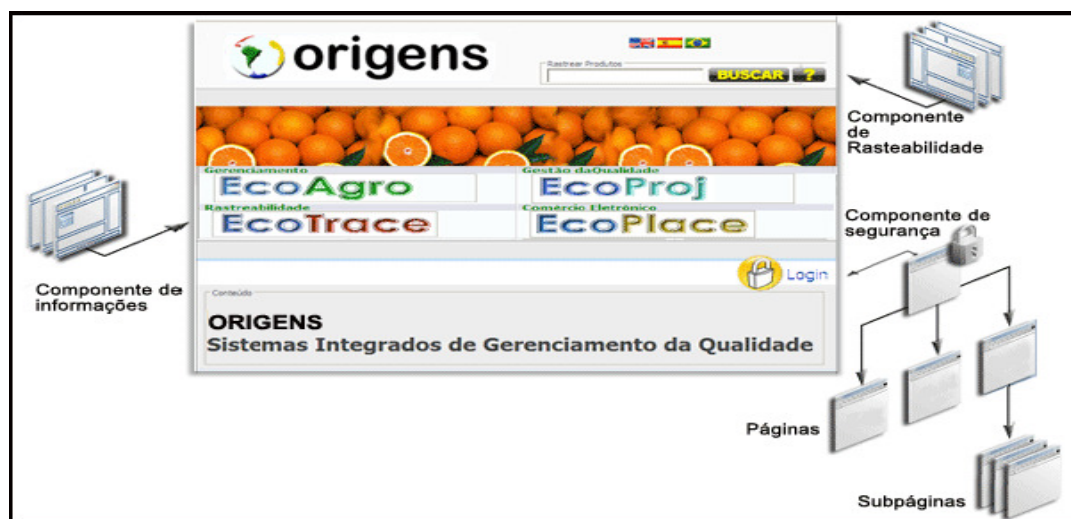 origens
Rastrear Produtos
BUSCAR ?
Componente
de
Rasteabilidade
Gerenciamento
EcoAgro
Gestão daQualidade
EcoProj
Rastreabilidade
EcoTrace
Comércio Eletrônico
EcoPlace
Componente de
segurança
Componente de
informações
Login
Conteúdo
ORIGENS
Sistemas Integrados de Gerenciamento da Qualidade
Páginas
Subpáginas